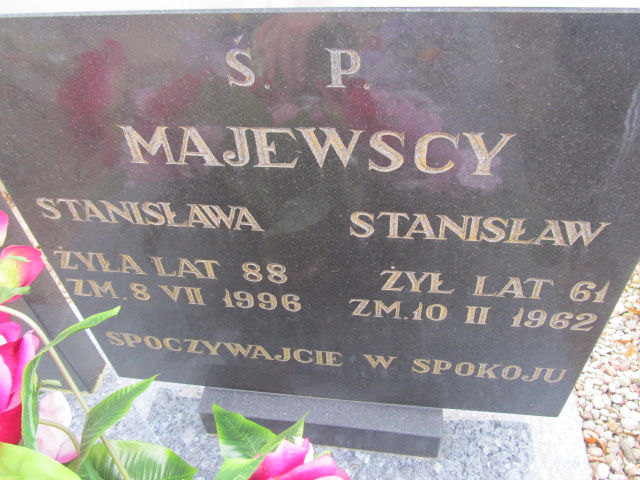 Ś. P.
MAJEWSCY
STANISŁAWA STANISŁAW
ŻYŁA LAT 88 ŻYŁ LAT 61
ZM. 8 VII 1996 ZM. 10 II 1962
SPOCZYWAJCIE W SPOKOJU